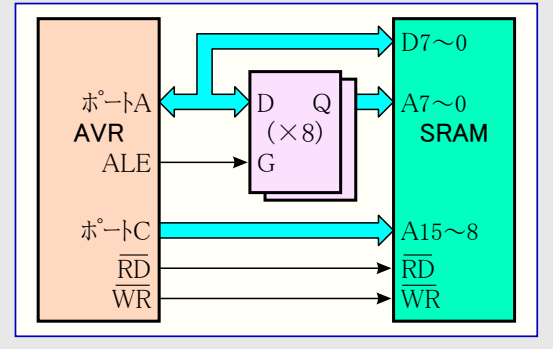 D7～0
ポートA D Q A7～0
AVR (×8) SRAM
ALE G
ポートC A15～8
RD RD
WR WR